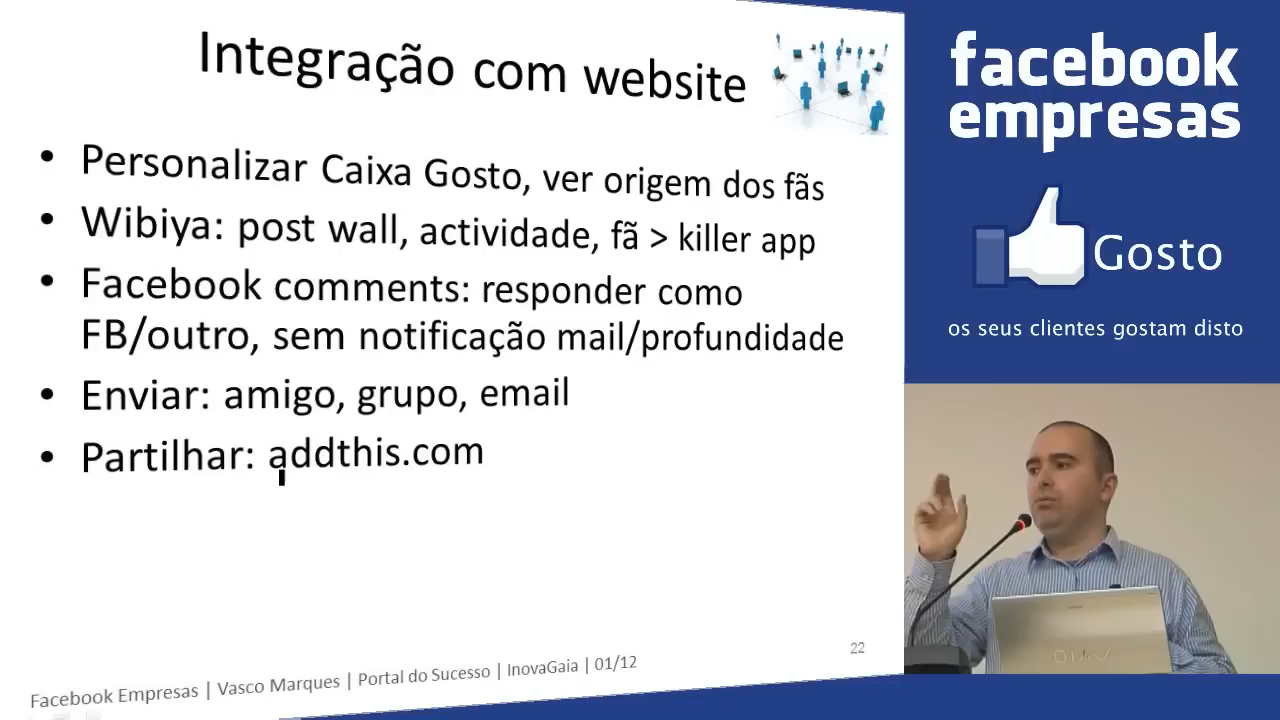 Integração com website
• Personalizar Caixa Gosto, ver origem dos fãs
• Wibiya: post wall, actividade, fã > killer app
• Facebook comments: responder como
FB/outro, sem notificação mail/profundidade
• Enviar: amigo, grupo, email
• Partilhar: addthis.com
22
Facebook Empresas | Vasco Marques | Portal do Sucesso | InovaGaia | 01/12
facebook
empresas
Gosto
os seus clientes gostam disto